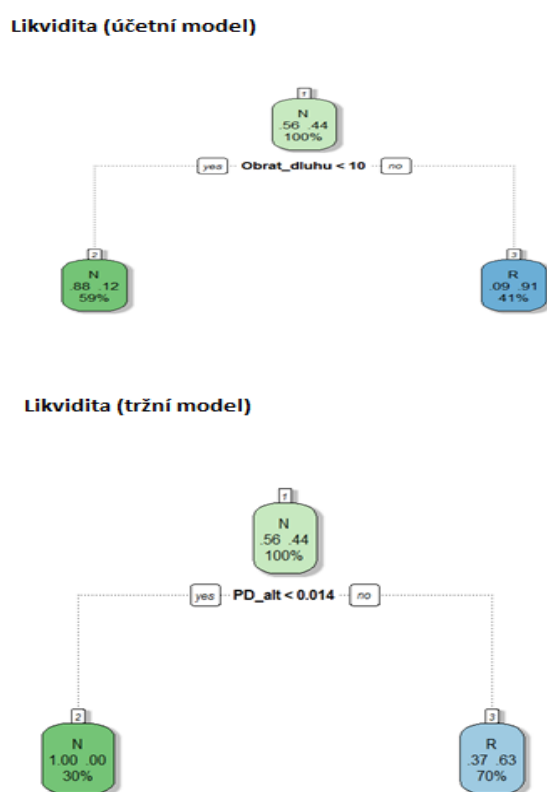 Likvidita (účetní model)
1
N
.56 .44
100%
yes Obrat_dluhu < 10 no
2
N
.88 .12
59%
3
R
.09 .91
41%
Likvidita (tržní model)
1
N
.56 .44
100%
yes PD_alt < 0.014 no
2
N
1.00 .00
30%
3
R
.37 .63
70%